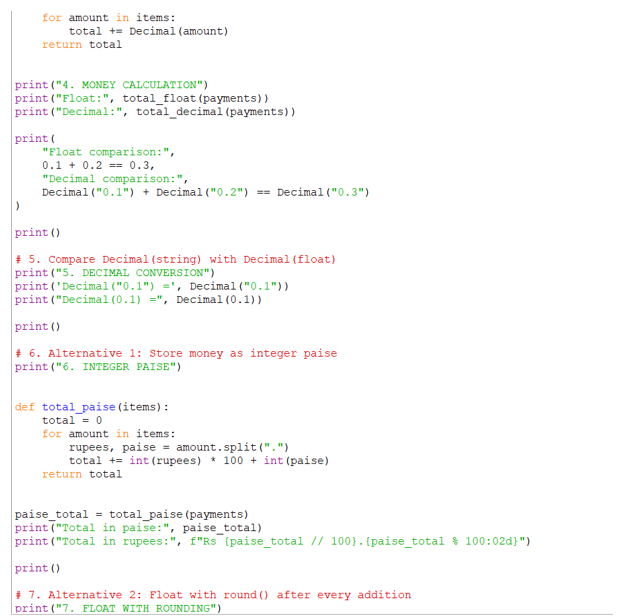 for amount in items:
        total += Decimal(amount)
    return total


print("4. MONEY CALCULATION")
print("Float:", total_float(payments))
print("Decimal:", total_decimal(payments))

print(
    "Float comparison:",
    0.1 + 0.2 == 0.3,
    "Decimal comparison:",
    Decimal("0.1") + Decimal("0.2") == Decimal("0.3")
)

print()

# 5. Compare Decimal(string) with Decimal(float)
print("5. DECIMAL CONVERSION")
print('Decimal("0.1") =', Decimal("0.1"))
print("Decimal(0.1) =", Decimal(0.1))

print()

# 6. Alternative 1: Store money as integer paise
print("6. INTEGER PAISE")


def total_paise(items):
    total = 0
    for amount in items:
        rupees, paise = amount.split(".")
        total += int(rupees) * 100 + int(paise)
    return total


paise_total = total_paise(payments)
print("Total in paise:", paise_total)
print("Total in rupees:", f"Rs {paise_total // 100}.{paise_total % 100:02d}")

print()

# 7. Alternative 2: Float with round() after every addition
print("7. FLOAT WITH ROUNDING")